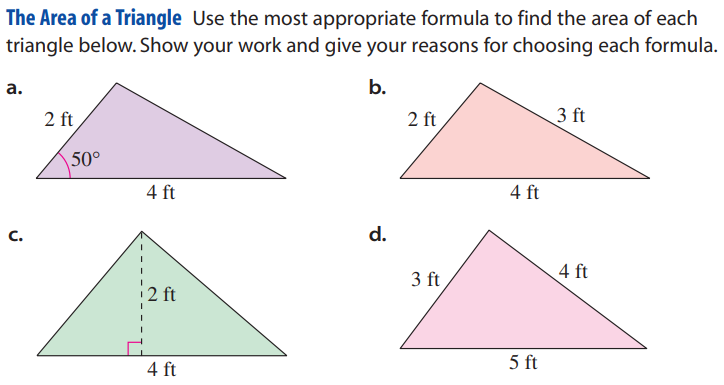 The Area of a Triangle Use the most appropriate formula to find the area of each
triangle below. Show your work and give your reasons for choosing each formula.
a.
b.
2 ft
50°
4 ft
2 ft
3 ft
4 ft
c.
d.
2 ft
4 ft
3 ft
4 ft
5 ft